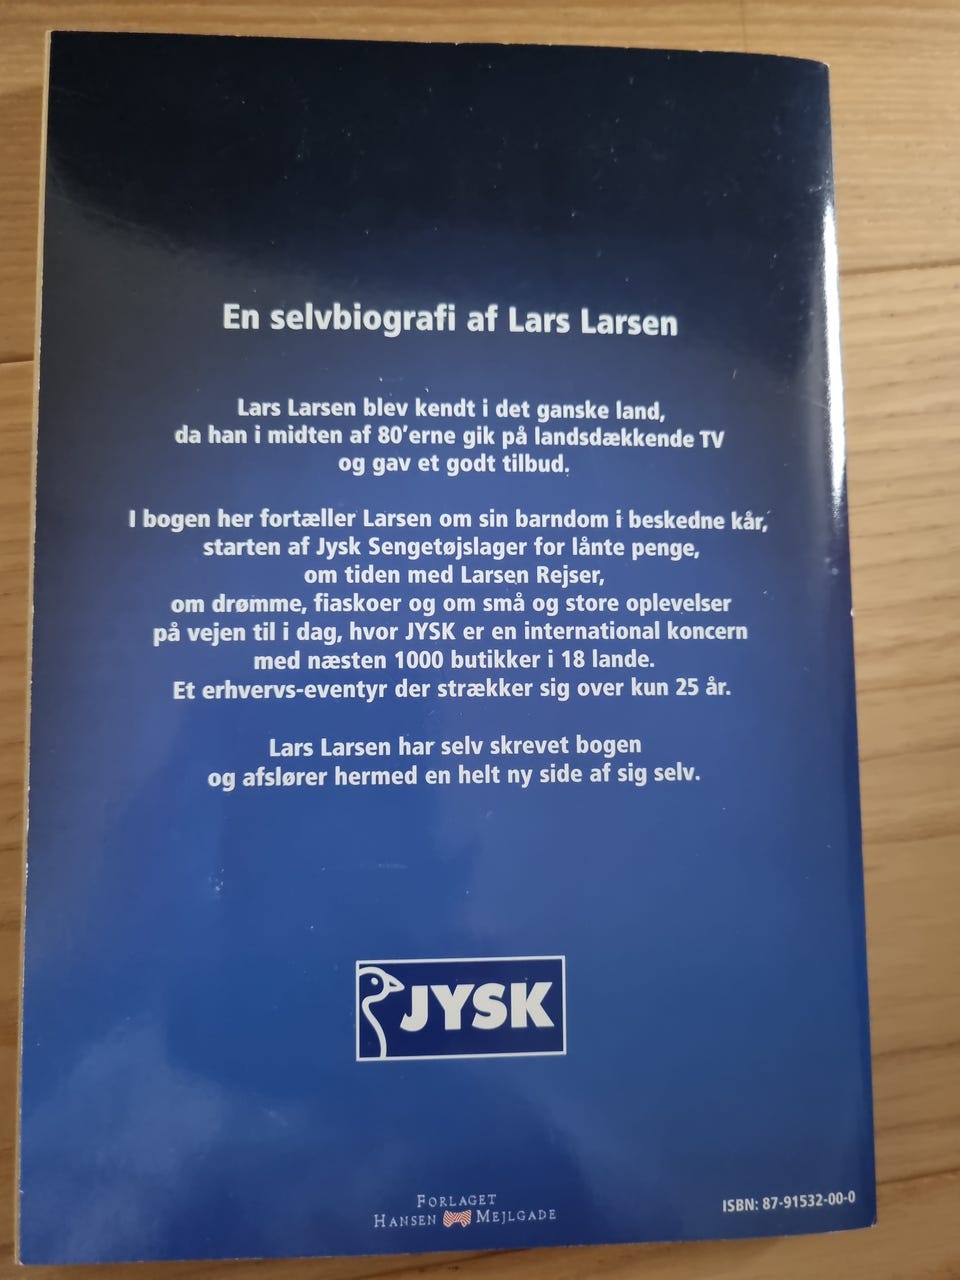 En selvbiografi af Lars Larsen
Lars Larsen blev kendt i det ganske land,
da han i midten af 80'erne gik på landsdækkende TV
og gav et godt tilbud.
I bogen her fortæller Larsen om sin barndom i beskedne kår,
starten af Jysk Sengetøjslager for lånte penge,
om tiden med Larsen Rejser,
om drømme, fiaskoer og om små og store oplevelser
på vejen til i dag, hvor JYSK er en international koncern
med næsten 1000 butikker i 18 lande.
Et erhvervs-eventyr der strækker sig over kun 25 år.
Lars Larsen har selv skrevet bogen
og afslører hermed en helt ny side af sig selv.
JYSK
FORLAGET
HANSEN MEJLGADE
ISBN: 87-91532-00-0